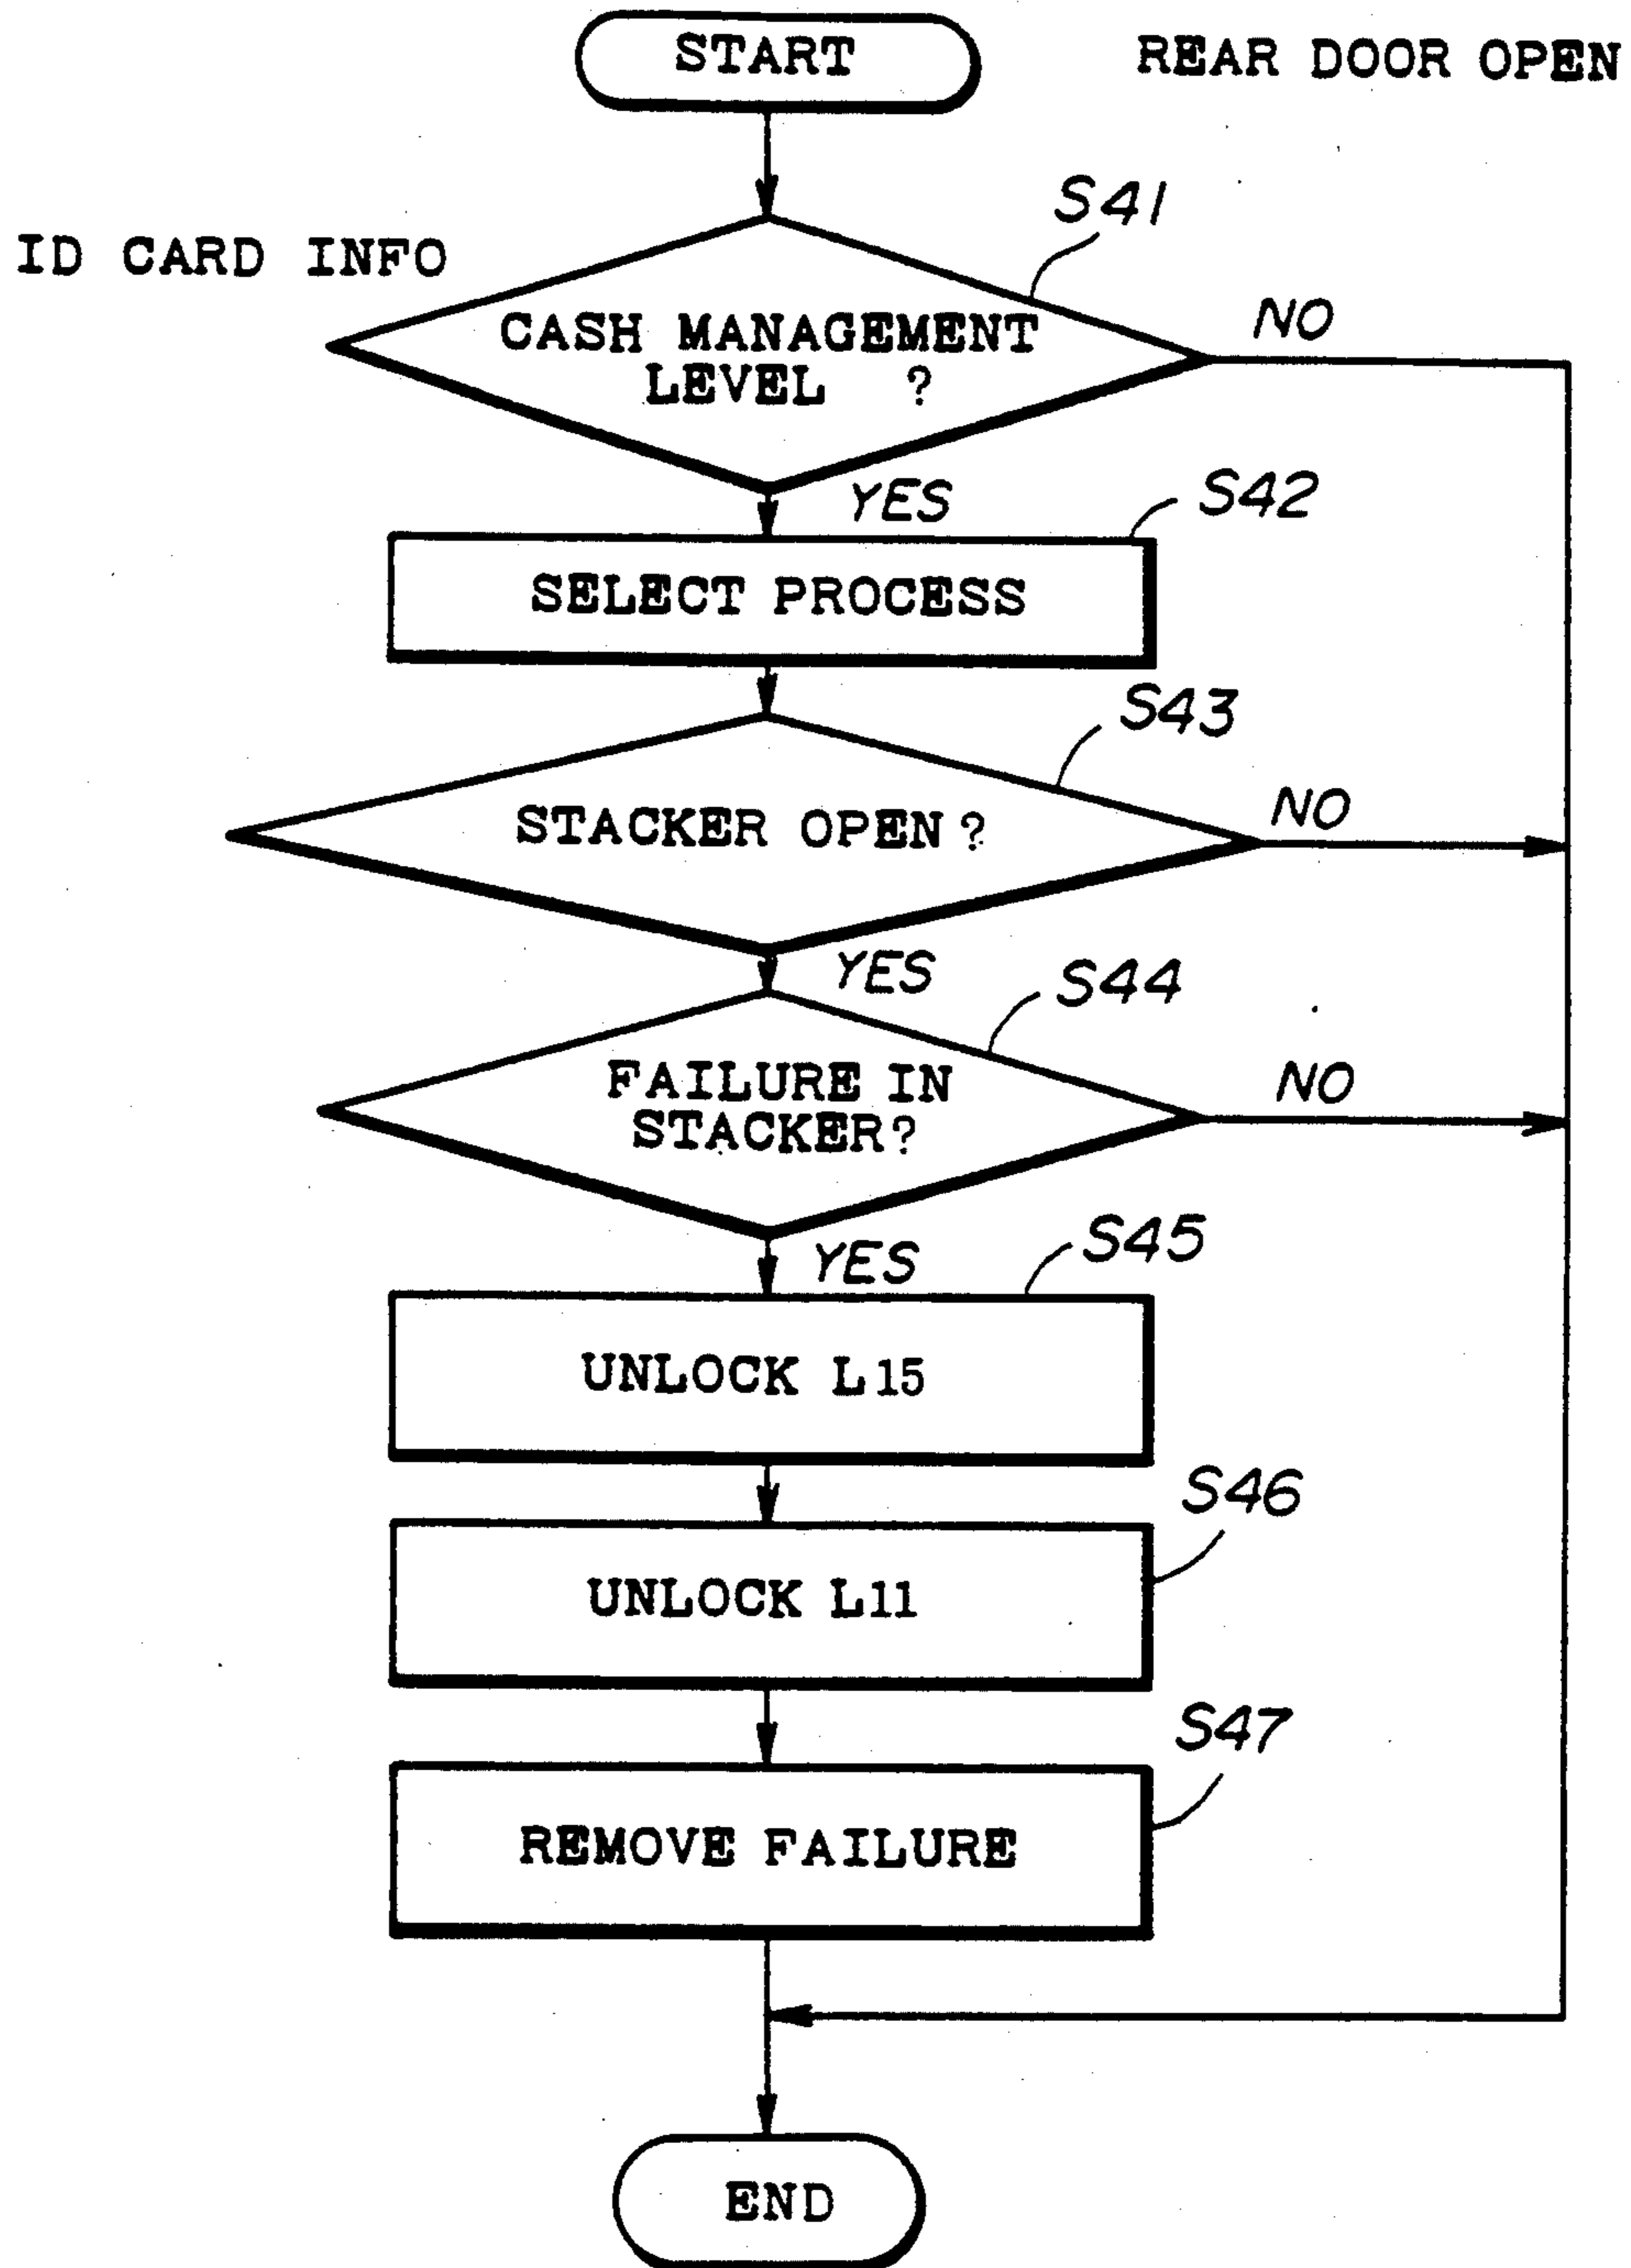 START
REAR DOOR OPEN
S41
ID CARD INFO
CASH MANAGEMENT
LEVEL ?
NO
YES
S42
SELECT PROCESS
S43
STACKER OPEN?
NO
YES
S44
FAILURE IN
STACKER?
NO
YES
S45
UNLOCK L15
S46
UNLOCK L11
S47
REMOVE FAILURE
END